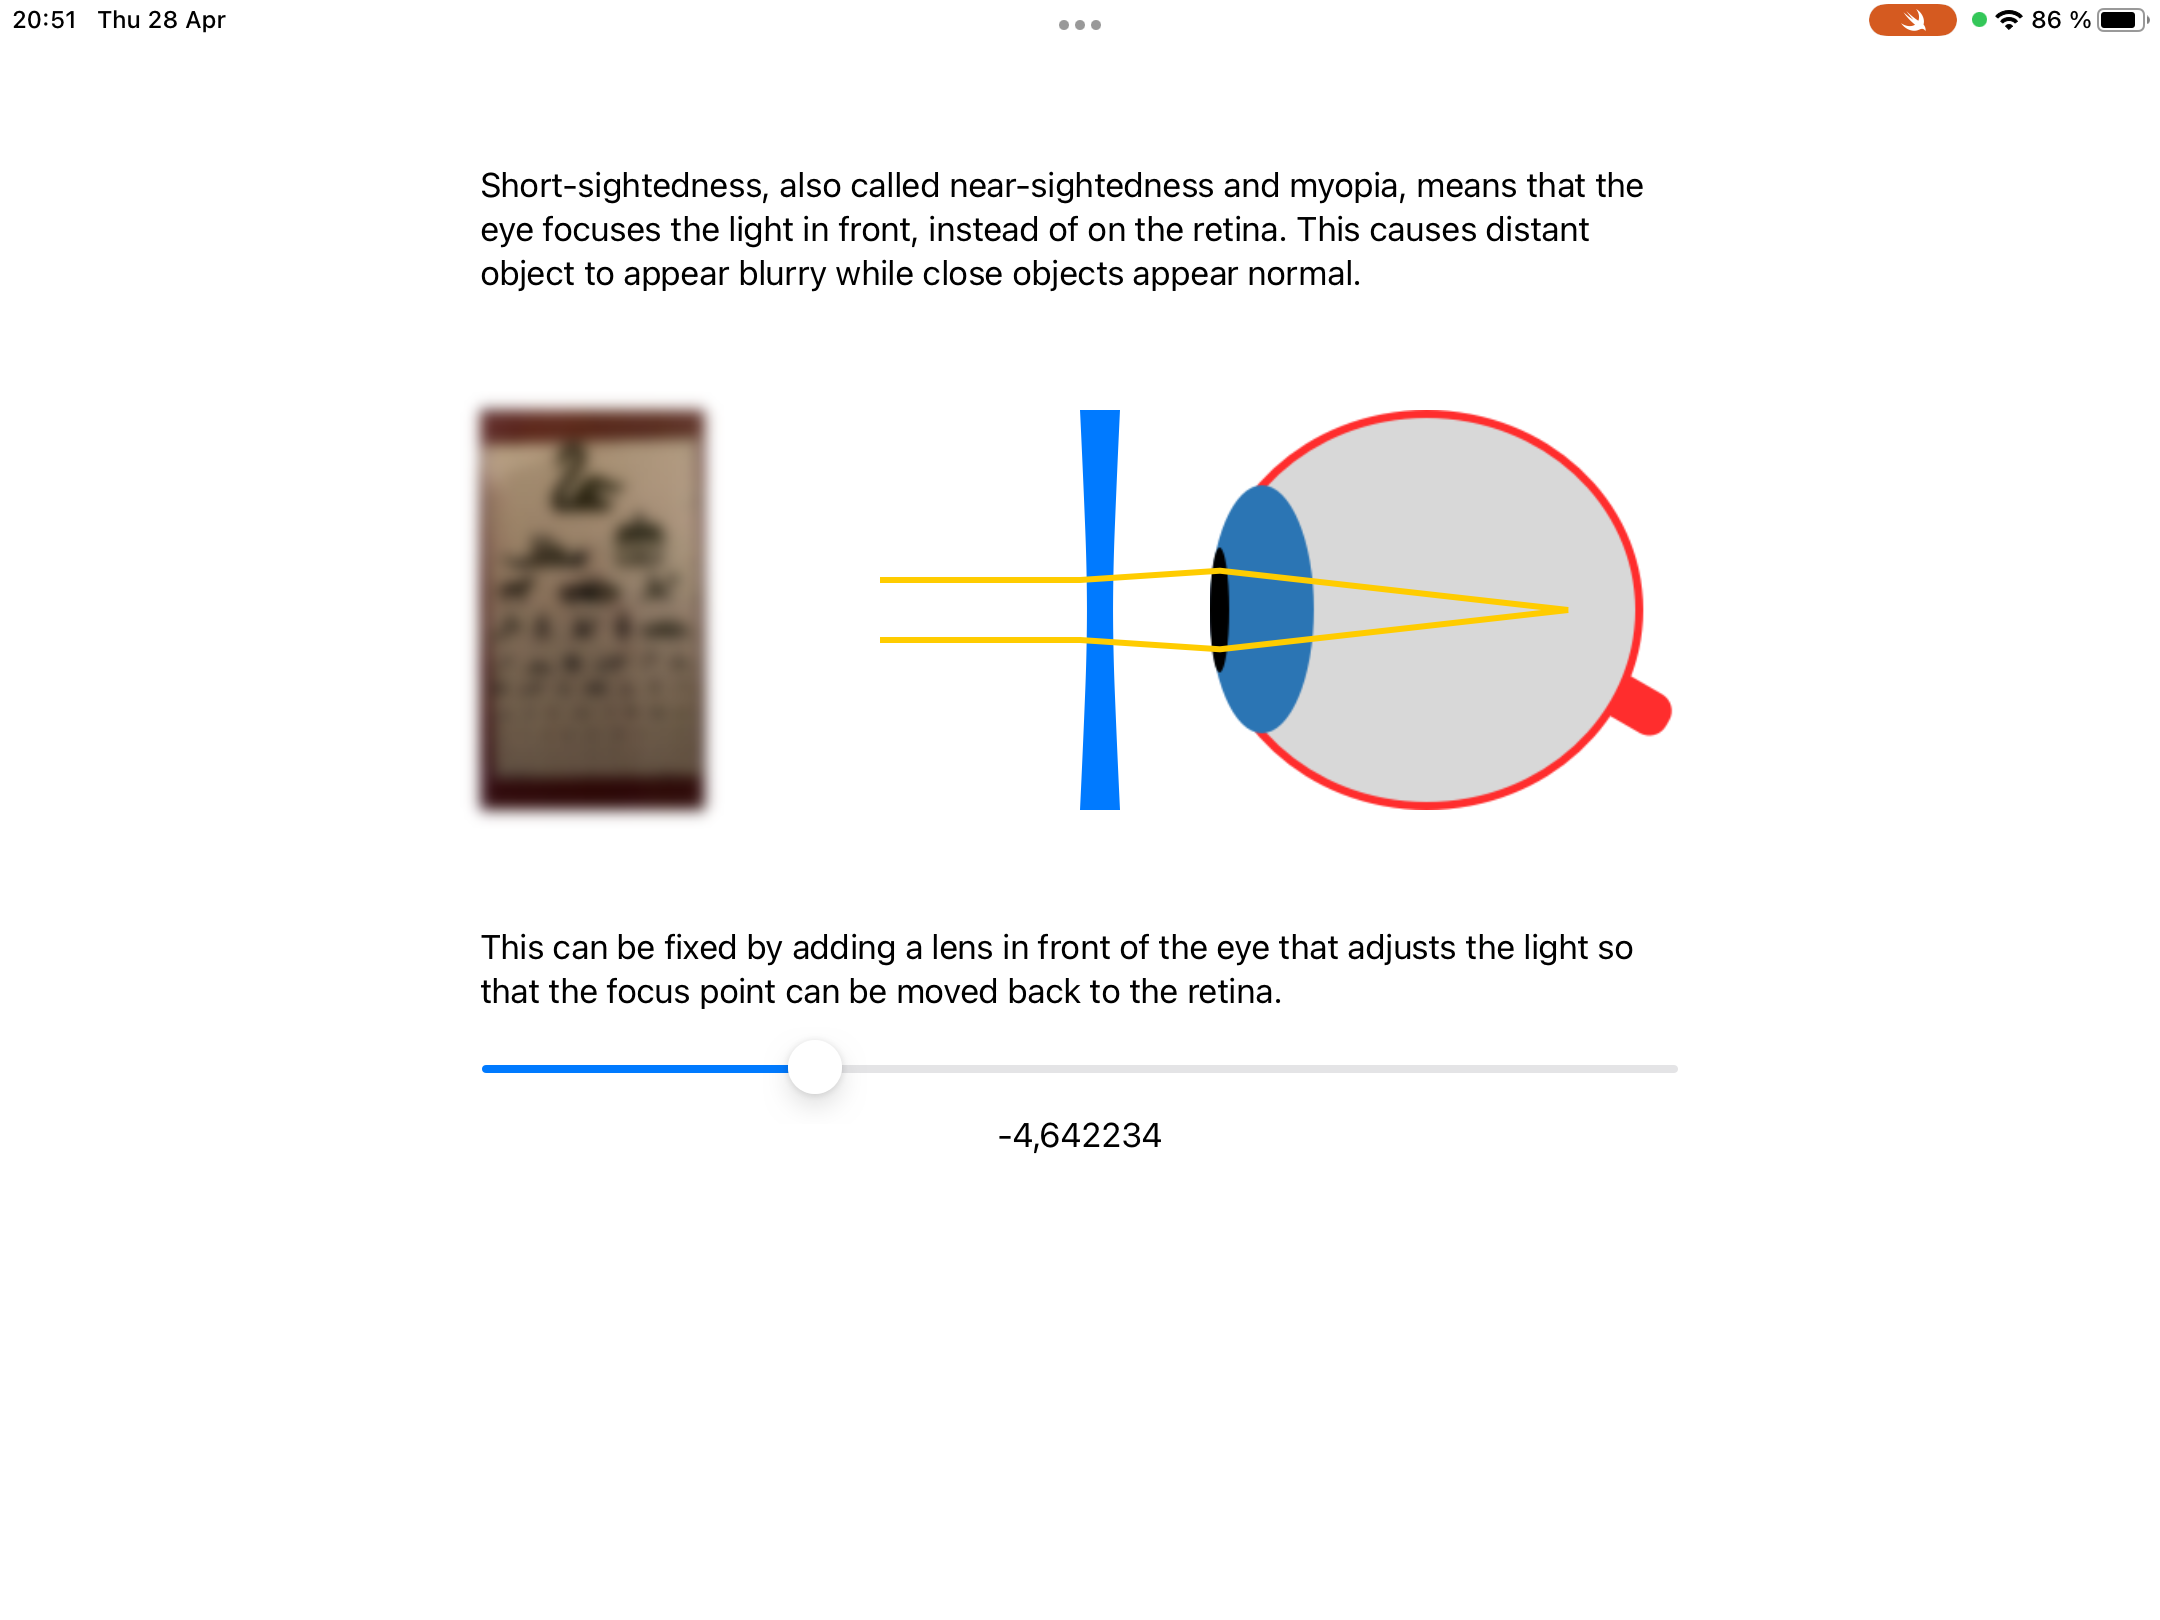 20:51 Thu 28 Apr
86 %
Short-sightedness, also called near-sightedness and myopia, means that the
eye focuses the light in front, instead of on the retina. This causes distant
object to appear blurry while close objects appear normal.
This can be fixed by adding a lens in front of the eye that adjusts the light so
that the focus point can be moved back to the retina.
-4,642234